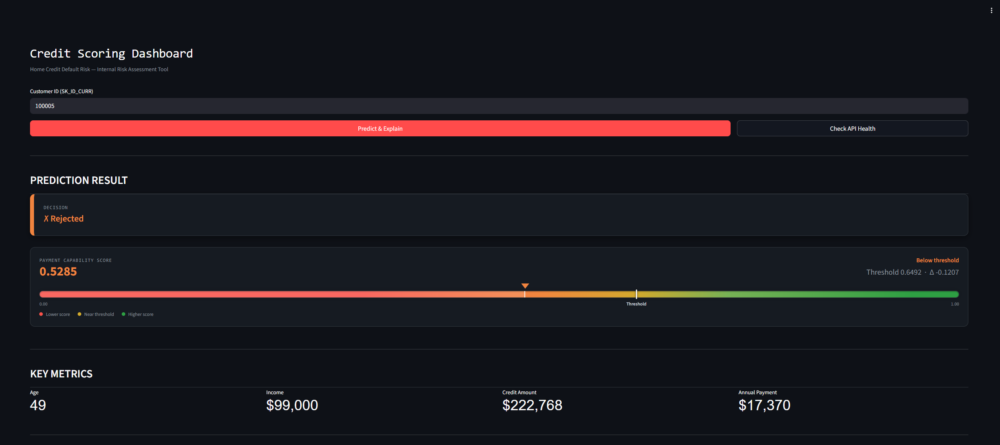 Credit Scoring Dashboard
Home Credit Default Risk — Internal Risk Assessment Tool
Customer ID (SK_ID_CURR)
100005
Predict & Explain
Check API Health
PREDICTION RESULT
DECISION
✗ Rejected
PAYMENT CAPABILITY SCORE
Below threshold
0.5285
Threshold 0.6492 · Δ -0.1207
0.00
Threshold
1.00
Lower score
Near threshold
Higher score
KEY METRICS
Age
Income
Credit Amount
Annual Payment
49
$99,000
$222,768
$17,370